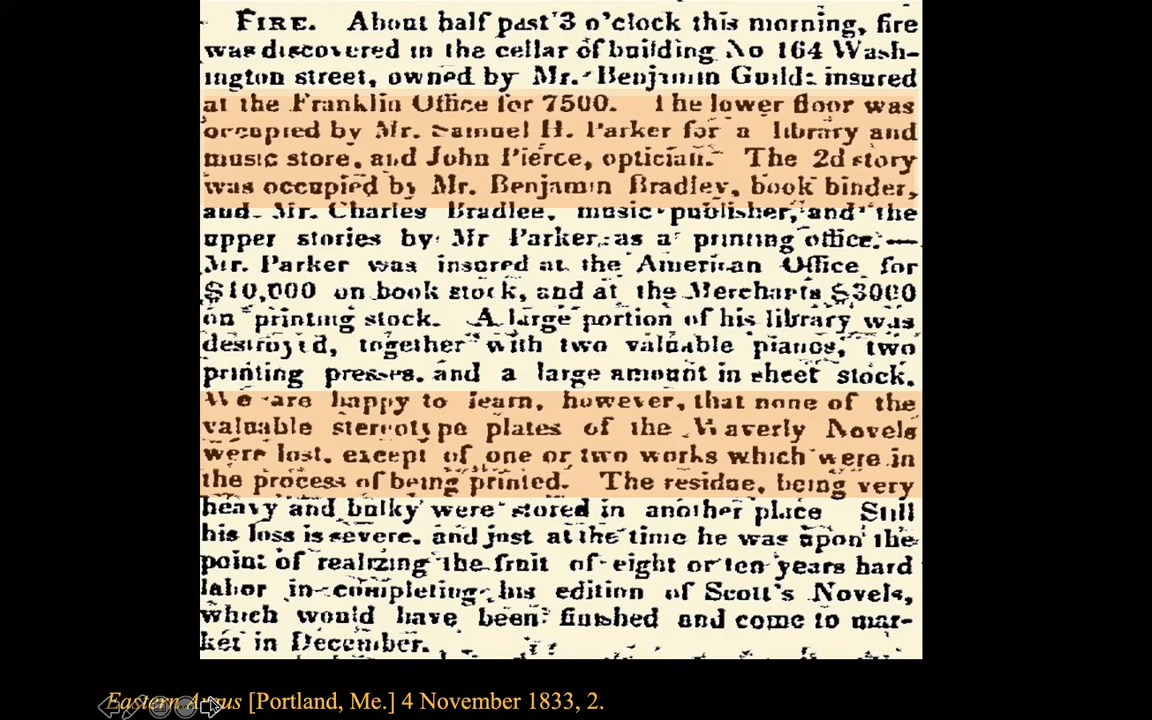 FIRE. About half past 3 o'clock this morning, fire
was discovered in the cellar of building No 164 Wash-
ington street, owned by Mr. Benjamin Guild: insured
at the Franklin Office for 7500. The lower floor was
occupied by Mr. Samuel H. Parker for a library and
music store, and John Pierce, optician. The 2d story
was occupied by Mr. Benjamin Bradley, book binder,
and Mr. Charles Bradlee, music publisher, and the
upper stories by Mr Parker as a printing office.—
Mr. Parker was insured at the American Office for
$10,000 on book stock, and at the Merchants $3000
on printing stock. A large portion of his library was
destroyed, together with two valuable pianos, two
printing presses, and a large amount in sheet stock.
We are happy to learn, however, that none of the
valuable stereotype plates of the Waverly Novels
were lost, except of one or two works which were in
the process of being printed. The residue, being very
heavy and bulky were stored in another place Still
his loss is severe, and just at the time he was upon the
point of realizing the fruit of eight or ten years hard
labor in completing his edition of Scott's Novels,
which would have been finished and come to mar-
ket in December.
Eastern Argus [Portland, Me.] 4 November 1833, 2.